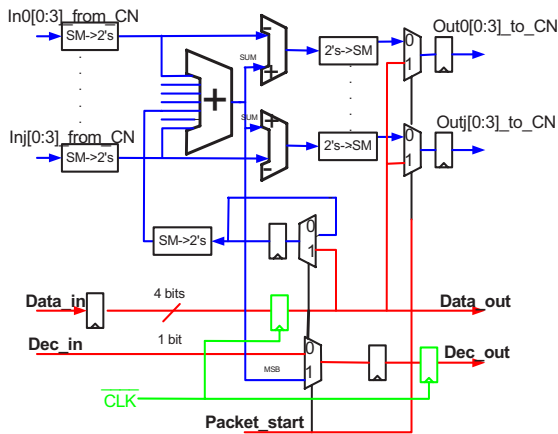 In0[0:3]_from_CN
SM->2's
2's->SM
0
1
Out0[0:3]_to_CN
SUM
+
SUM
Inj[0:3]_from_CN
SM->2's
2's->SM
0
1
Outj[0:3]_to_CN
SM->2's
0
1
Data_in
4 bits
Data_out
Dec_in
1 bit
0
1
MSB
Dec_out
CLK
Packet_start